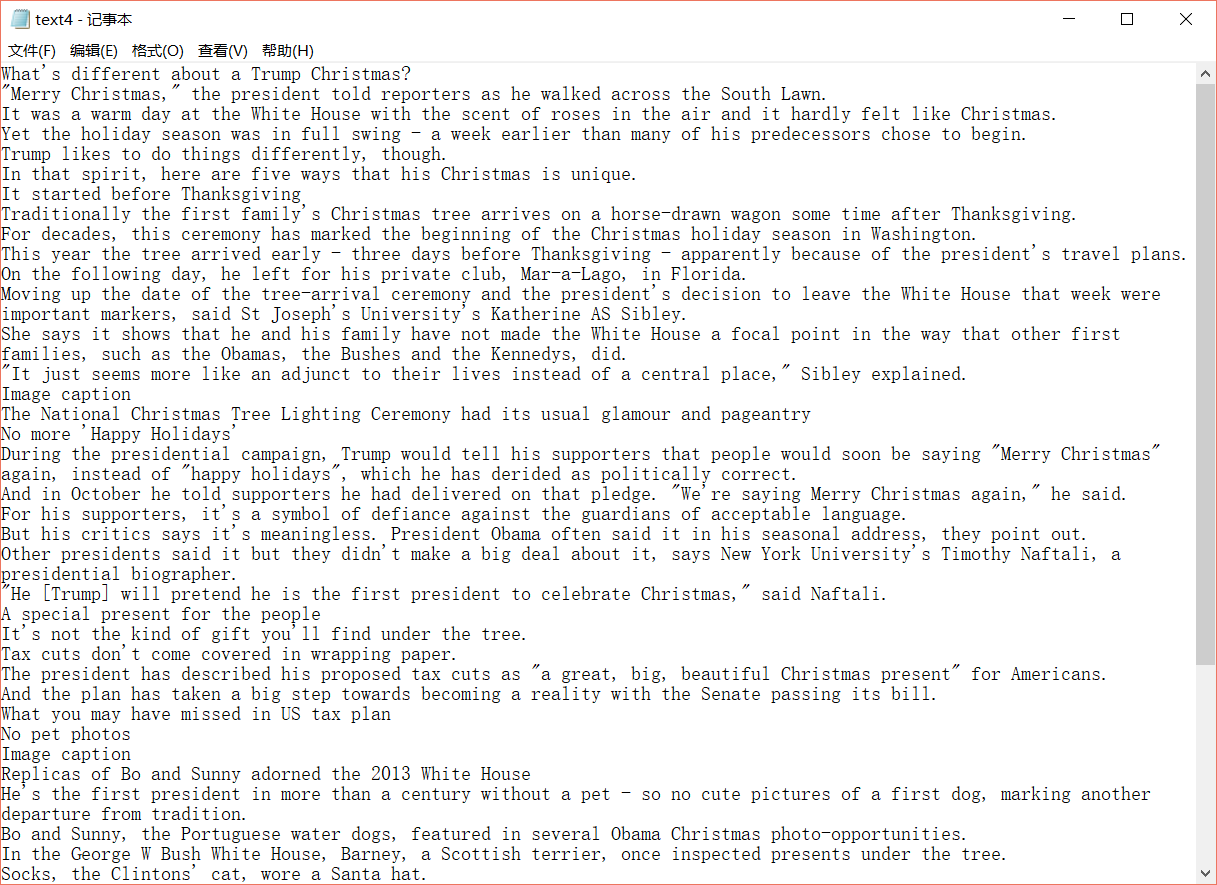 text4 - 记事本
文件(F) 编辑(E) 格式(O) 查看(V) 帮助(H)
What's different about a Trump Christmas?
"Merry Christmas," the president told reporters as he walked across the South Lawn.
It was a warm day at the White House with the scent of roses in the air and it hardly felt like Christmas.
Yet the holiday season was in full swing - a week earlier than many of his predecessors chose to begin.
Trump likes to do things differently, though.
In that spirit, here are five ways that his Christmas is unique.
It started before Thanksgiving
Traditionally the first family's Christmas tree arrives on a horse-drawn wagon some time after Thanksgiving.
For decades, this ceremony has marked the beginning of the Christmas holiday season in Washington.
This year the tree arrived early - three days before Thanksgiving - apparently because of the president's travel plans.
On the following day, he left for his private club, Mar-a-Lago, in Florida.
Moving up the date of the tree-arrival ceremony and the president's decision to leave the White House that week were
important markers, said St Joseph's University's Katherine AS Sibley.
She says it shows that he and his family have not made the White House a focal point in the way that other first
families, such as the Obamas, the Bushes and the Kennedys, did.
"It just seems more like an adjunct to their lives instead of a central place," Sibley explained.
Image caption
The National Christmas Tree Lighting Ceremony had its usual glamour and pageantry
No more 'Happy Holidays'
During the presidential campaign, Trump would tell his supporters that people would soon be saying "Merry Christmas"
again, instead of "happy holidays", which he has derided as politically correct.
And in October he told supporters he had delivered on that pledge. "We're saying Merry Christmas again," he said.
For his supporters, it's a symbol of defiance against the guardians of acceptable language.
But his critics says it's meaningless. President Obama often said it in his seasonal address, they point out.
Other presidents said it but they didn't make a big deal about it, says New York University's Timothy Naftali, a
presidential biographer.
"He [Trump] will pretend he is the first president to celebrate Christmas," said Naftali.
A special present for the people
It's not the kind of gift you'll find under the tree.
Tax cuts don't come covered in wrapping paper.
The president has described his proposed tax cuts as "a great, big, beautiful Christmas present" for Americans.
And the plan has taken a big step towards becoming a reality with the Senate passing its bill.
What you may have missed in US tax plan
No pet photos
Image caption
Replicas of Bo and Sunny adorned the 2013 White House
He's the first president in more than a century without a pet - so no cute pictures of a first dog, marking another
departure from tradition.
Bo and Sunny, the Portuguese water dogs, featured in several Obama Christmas photo-opportunities.
In the George W Bush White House, Barney, a Scottish terrier, once inspected presents under the tree.
Socks, the Clintons' cat, wore a Santa hat.